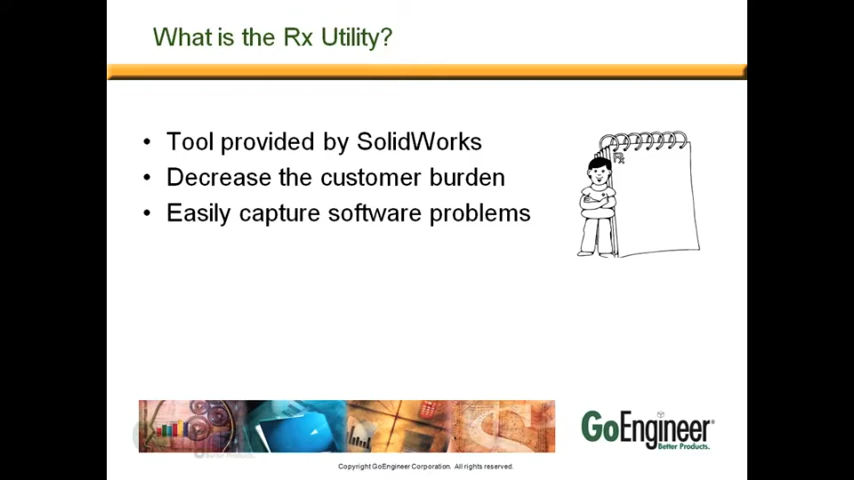 What is the Rx Utility?
• Tool provided by SolidWorks
• Decrease the customer burden
• Easily capture software problems
Rx
GoEngineer®
Better Products.
Copyright GoEngineer Corporation. All rights reserved.